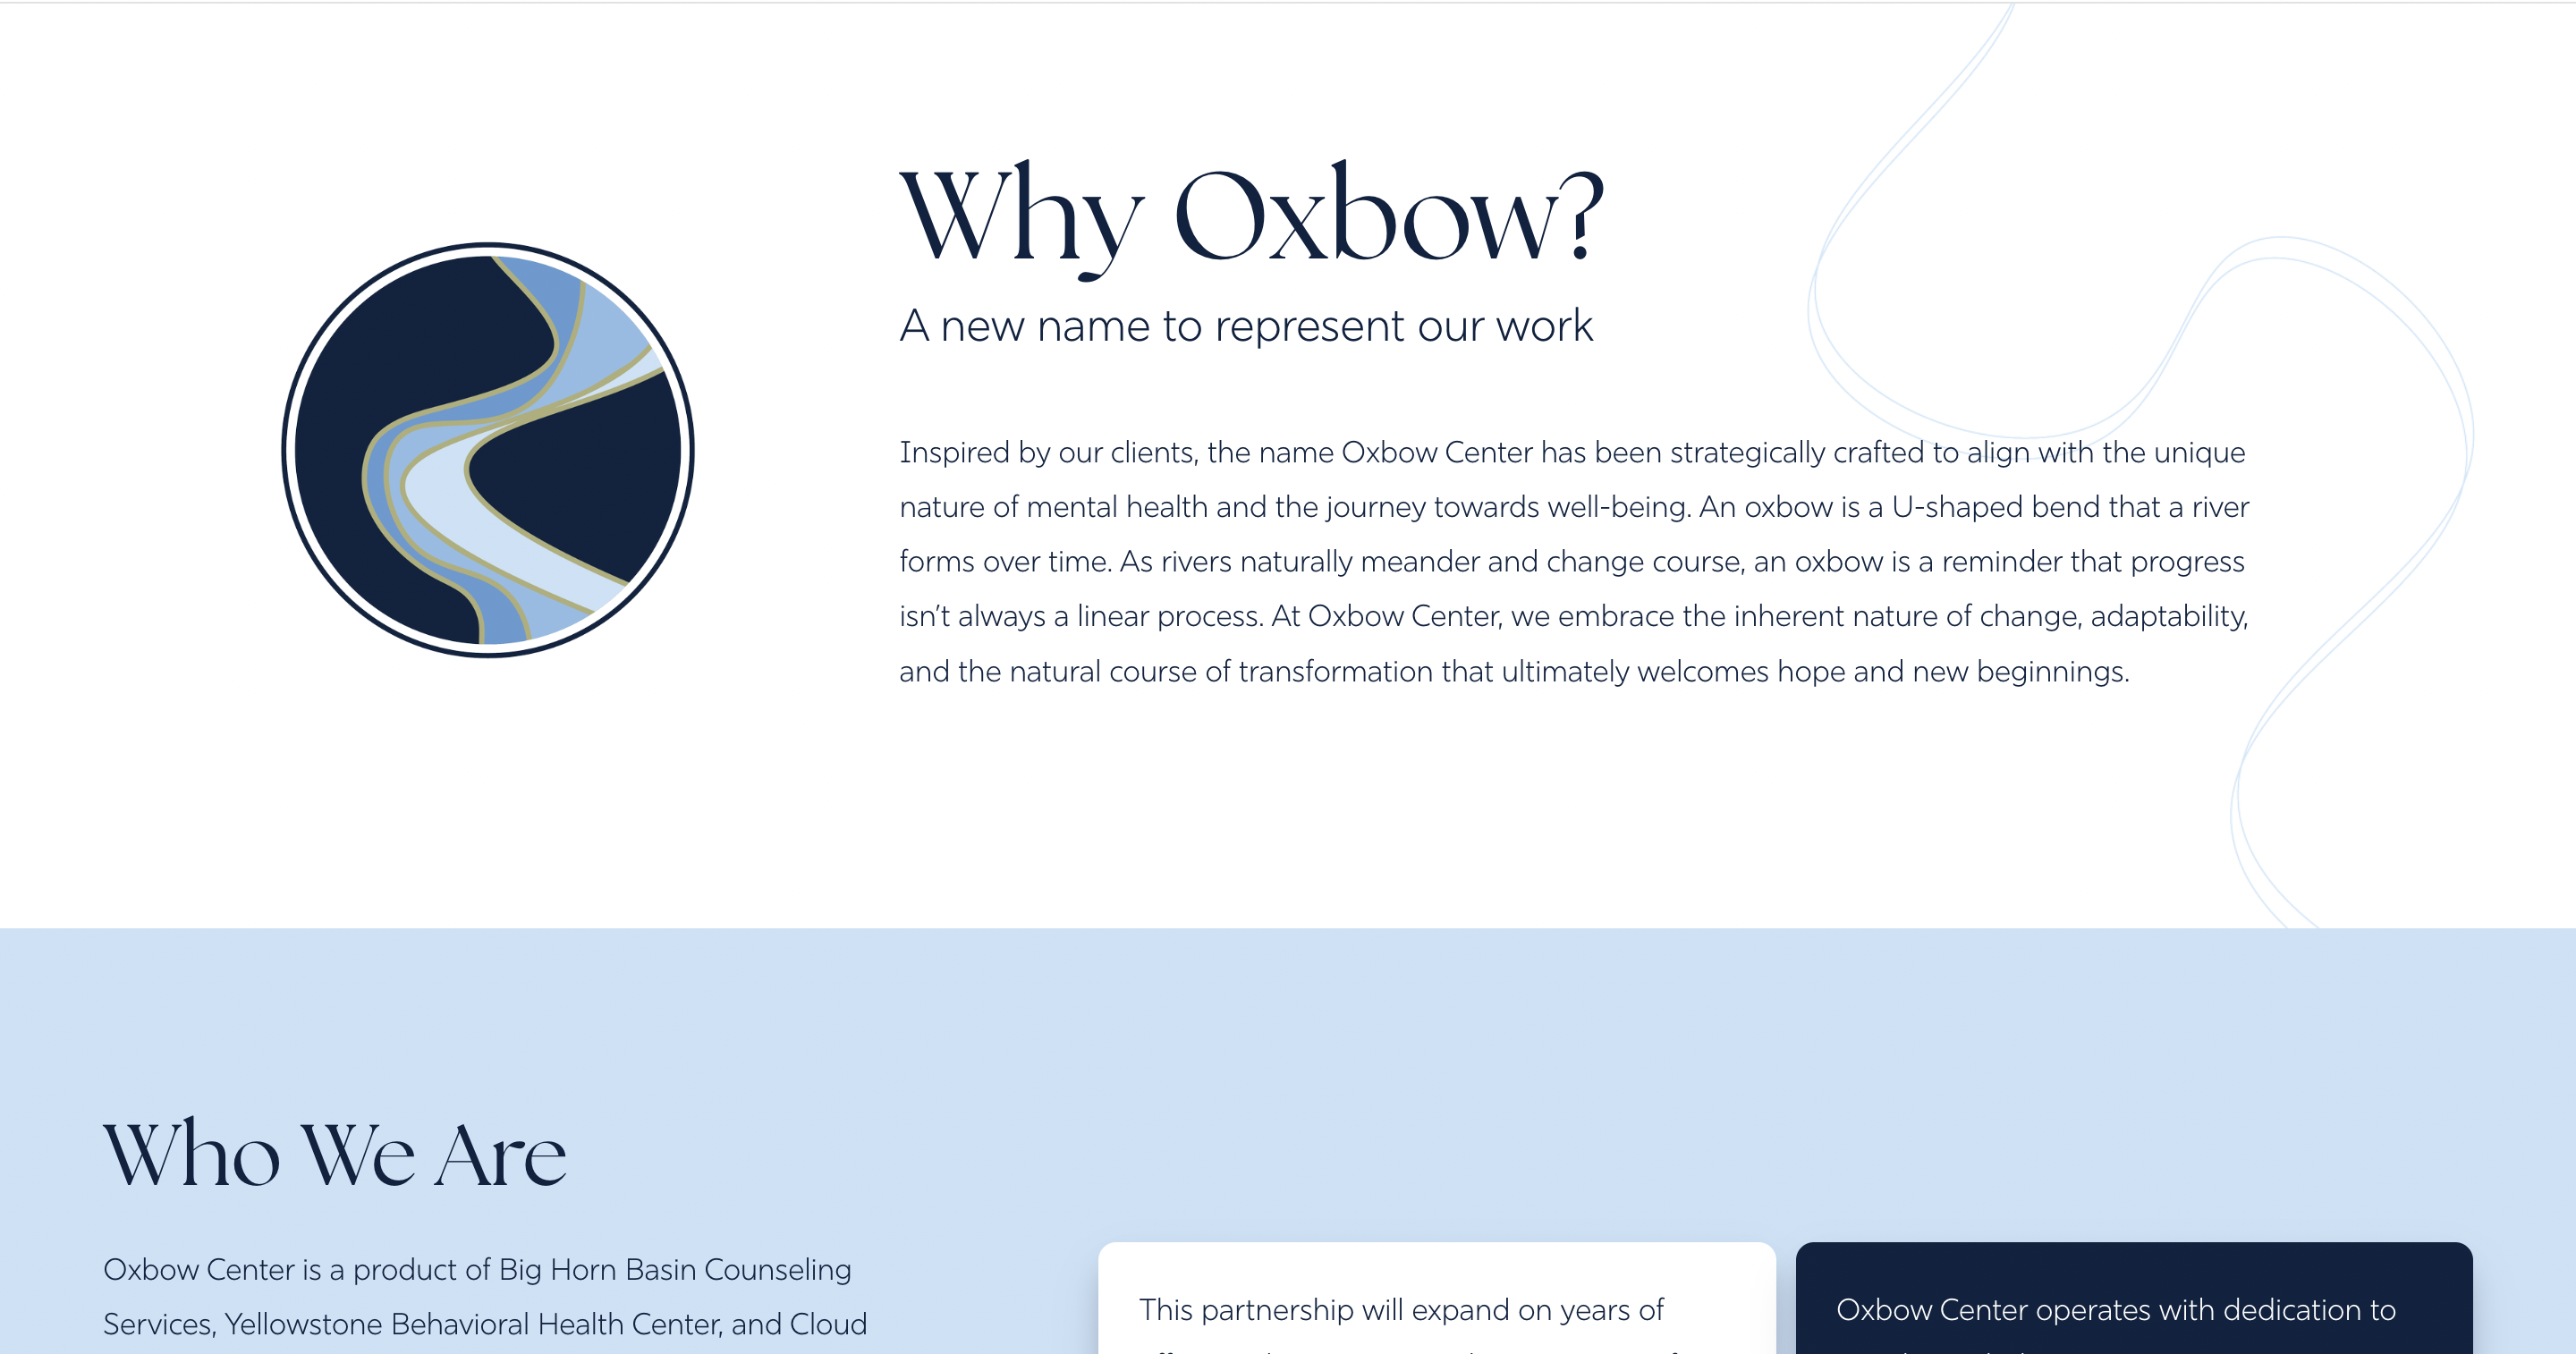 Why Oxbow?
A new name to represent our work
Inspired by our clients, the name Oxbow Center has been strategically crafted to align with the unique
nature of mental health and the journey towards well-being. An oxbow is a U-shaped bend that a river
forms over time. As rivers naturally meander and change course, an oxbow is a reminder that progress
isn’t always a linear process. At Oxbow Center, we embrace the inherent nature of change, adaptability,
and the natural course of transformation that ultimately welcomes hope and new beginnings.
Who We Are
Oxbow Center is a product of Big Horn Basin Counseling
Services, Yellowstone Behavioral Health Center, and Cloud
This partnership will expand on years of
Oxbow Center operates with dedication to